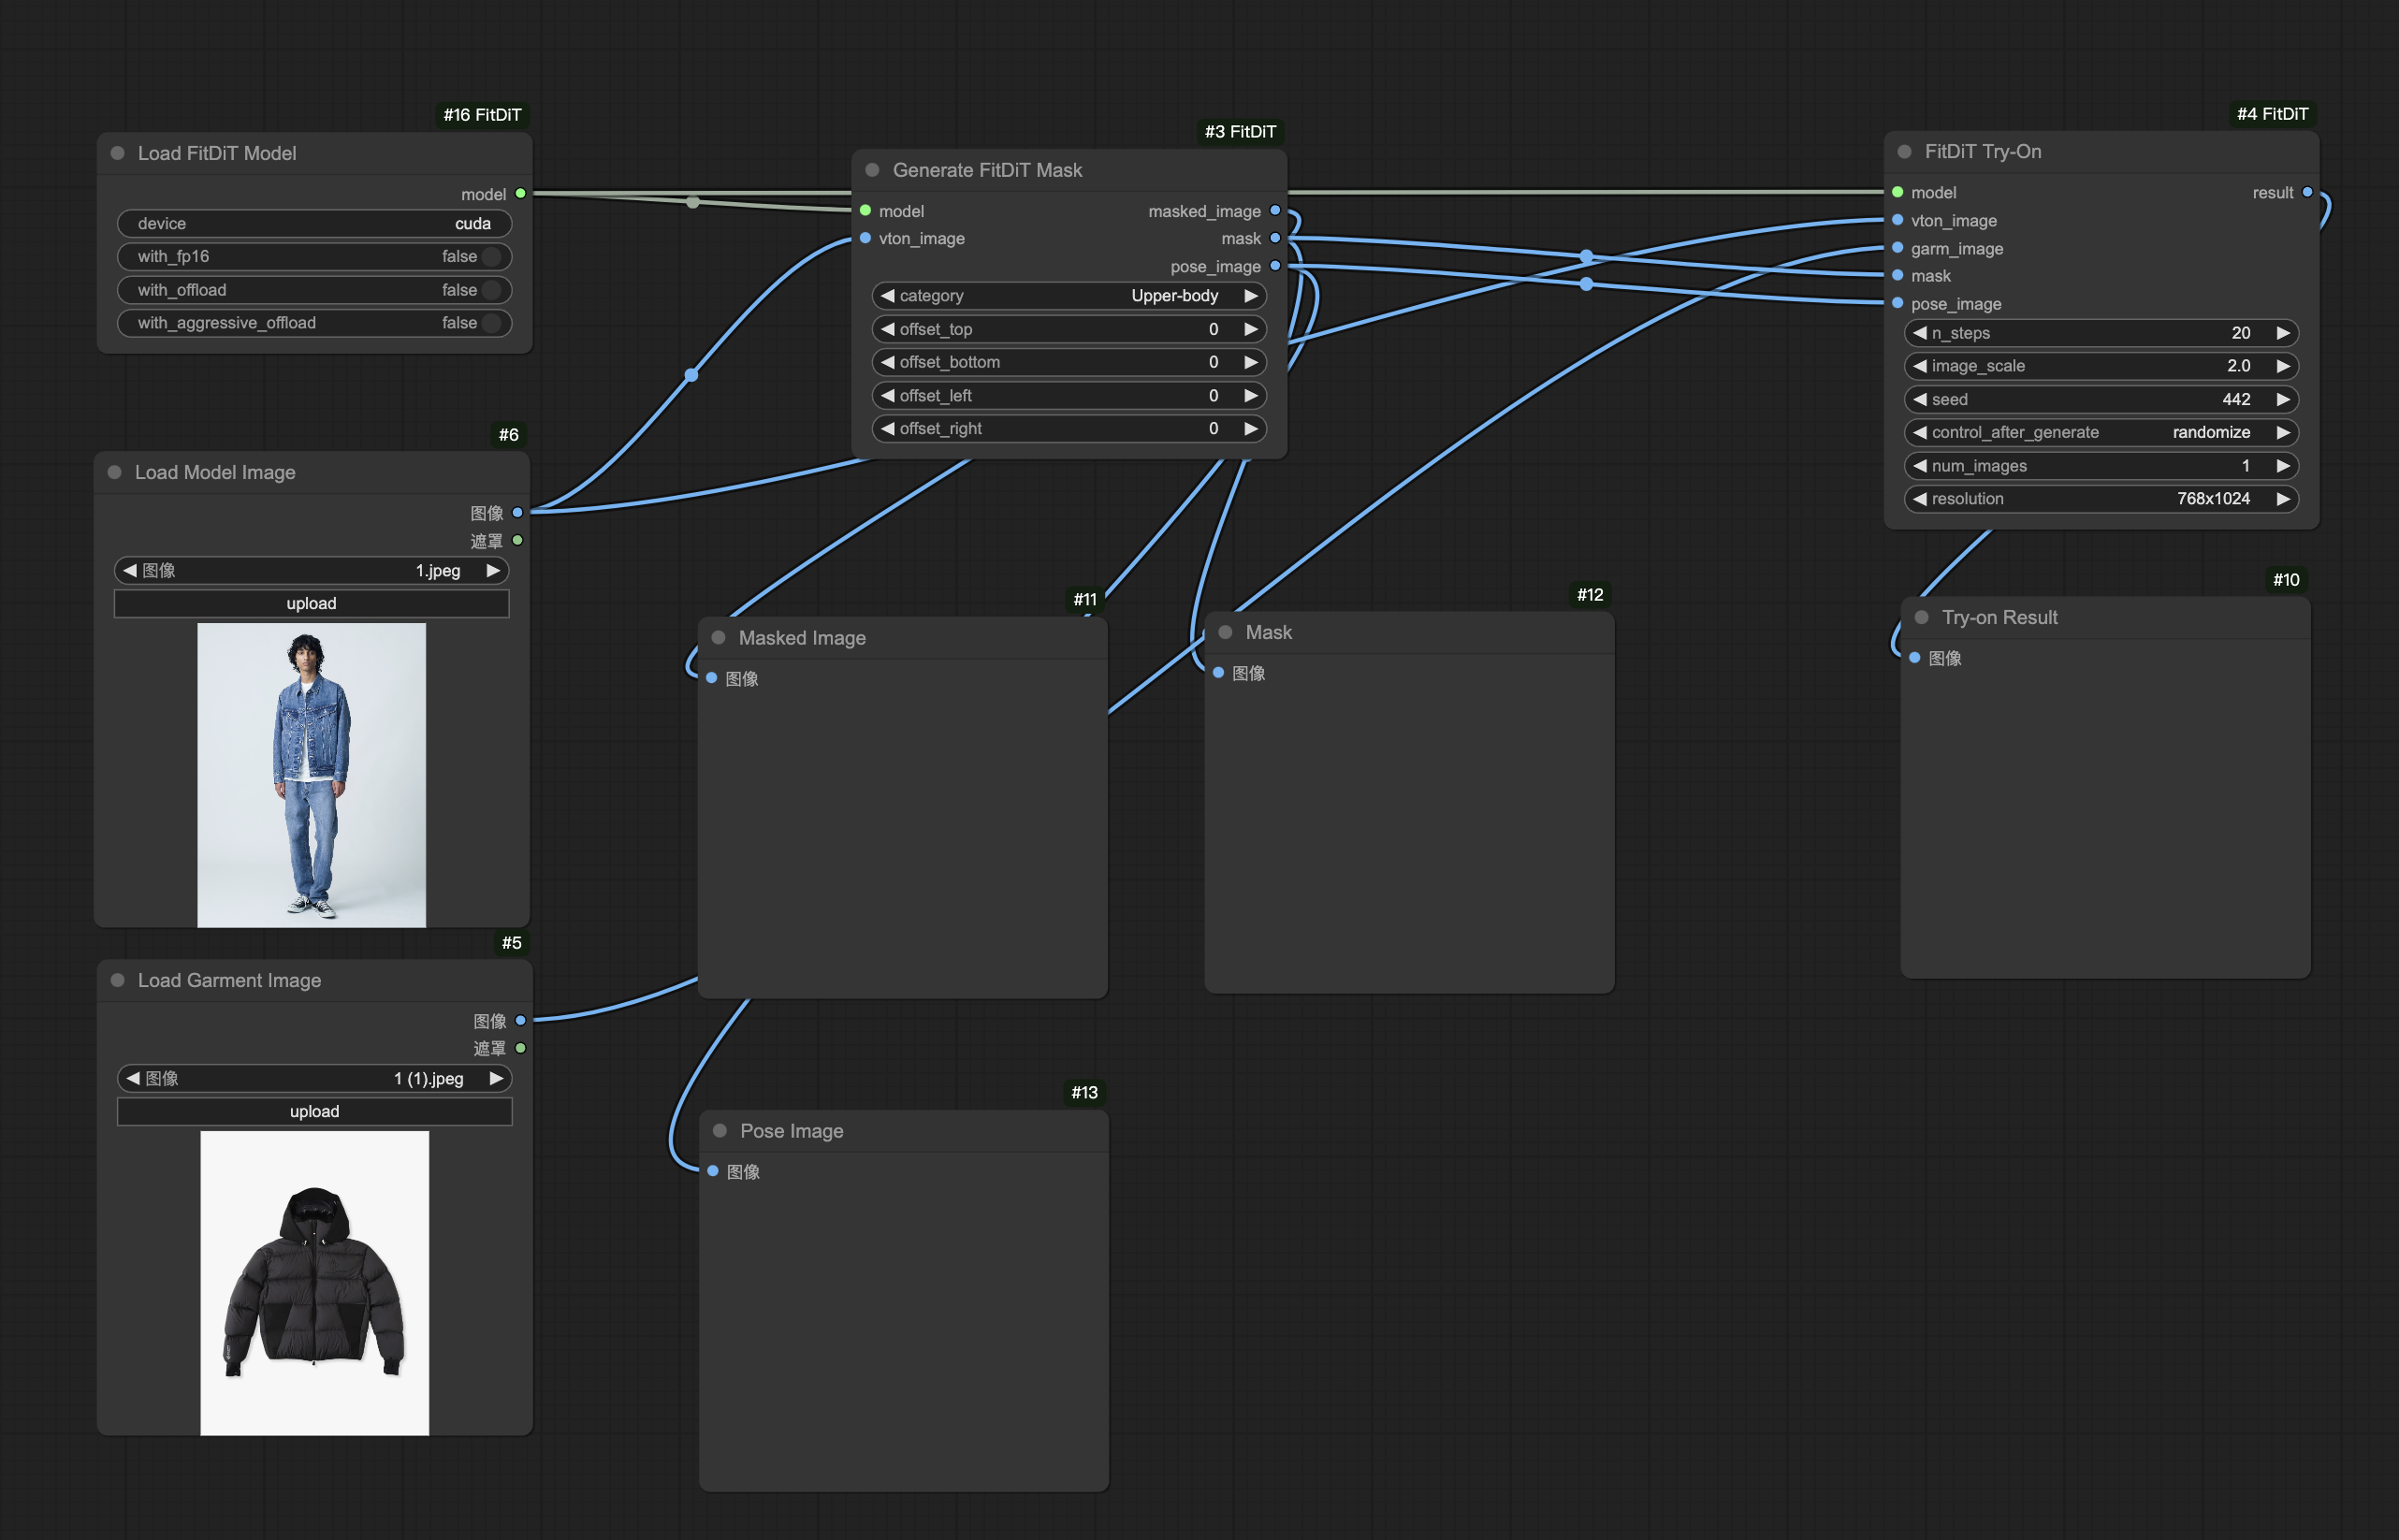 #16 FitDiT
Load FitDiT Model
model
device cuda
with_fp16 false
with_offload false
with_aggressive_offload false
#3 FitDiT
Generate FitDiT Mask
model masked_image
vton_image mask
pose_image
category Upper-body
offset_top 0
offset_bottom 0
offset_left 0
offset_right 0
#4 FitDiT
FitDiT Try-On
model result
vton_image
garm_image
mask
pose_image
n_steps 20
image_scale 2.0
seed 442
control_after_generate randomize
num_images 1
resolution 768x1024
#6
Load Model Image
图像
遮罩
图像 1.jpeg
upload
#11
Masked Image
图像
#12
Mask
图像
#10
Try-on Result
图像
#5
Load Garment Image
图像
遮罩
图像 1 (1).jpeg
upload
#13
Pose Image
图像